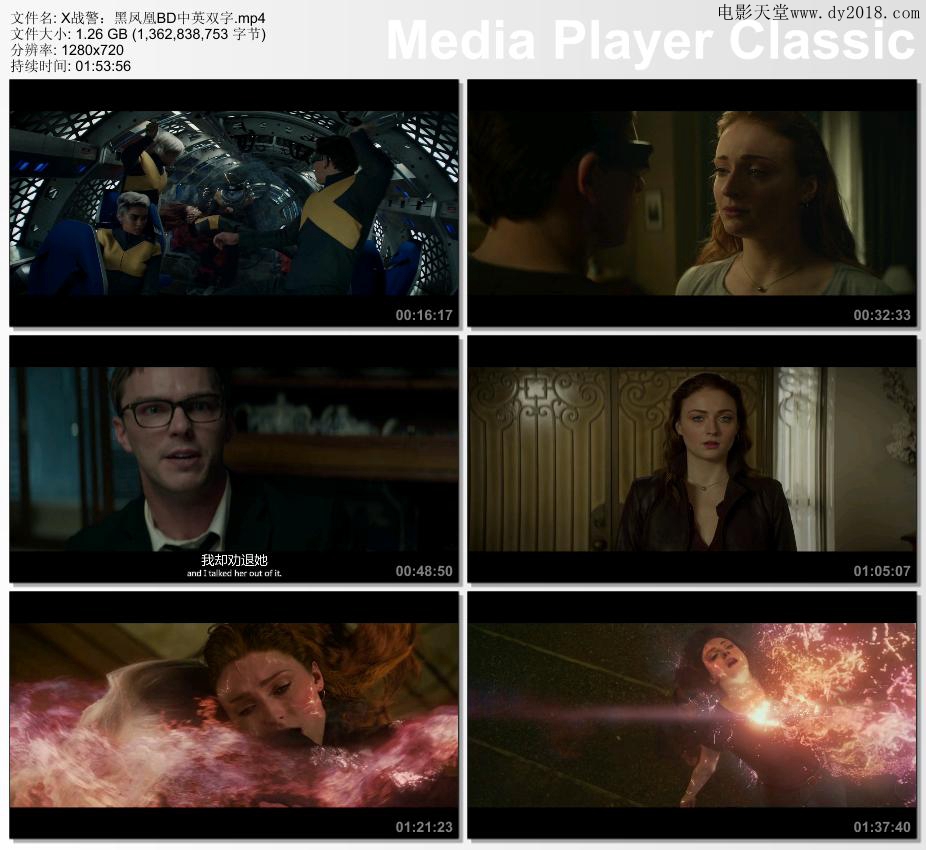 文件名: X战警：黑凤凰BD中英双字.mp4
电影天堂www.dy2018.com
文件大小: 1.26 GB (1,362,838,753 字节)
分辨率: 1280x720
Media Player Classic
持续时间: 01:53:56
00:16:17
00:32:33
我却劝退她
and I talked her out of it.
00:48:50
01:05:07
01:21:23
01:37:40